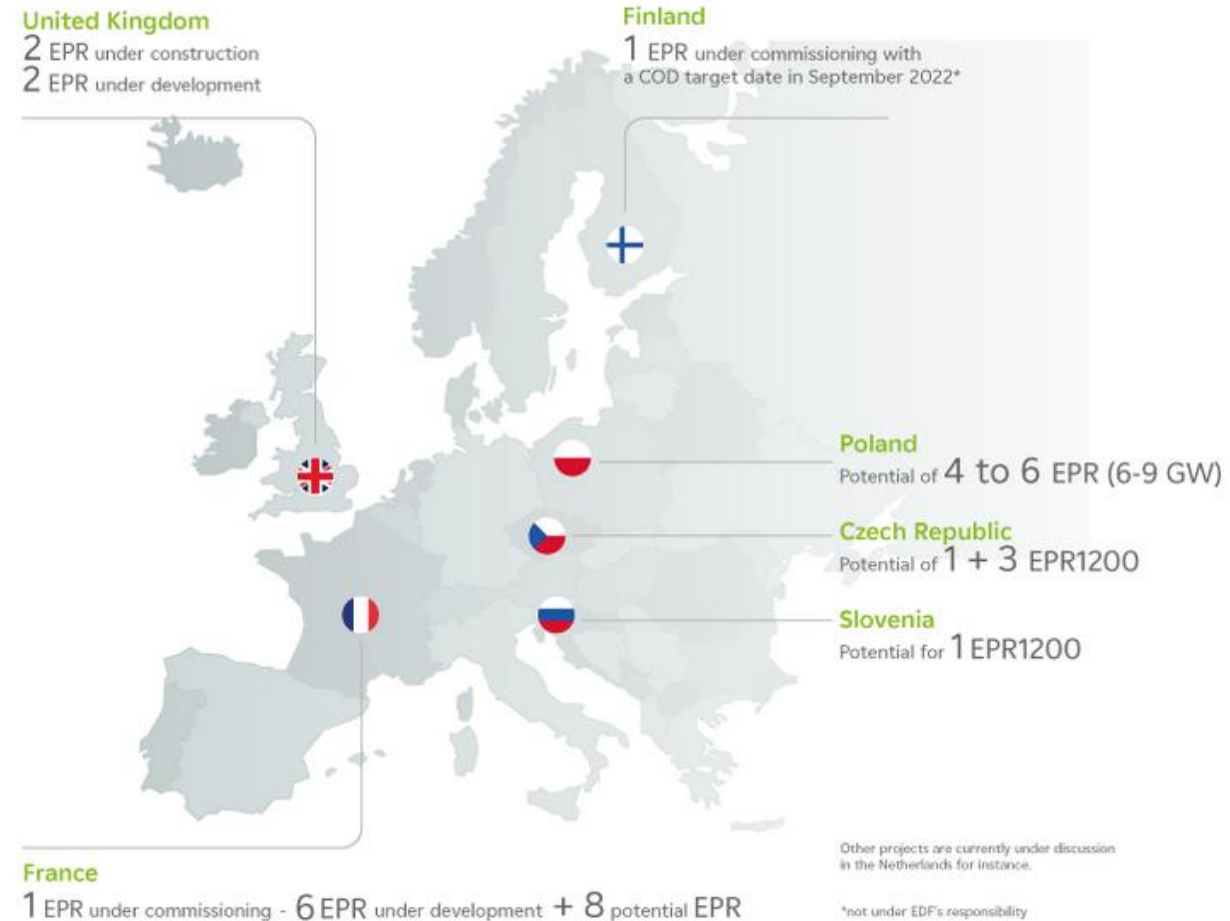 United Kingdom
2 EPR under construction
2 EPR under development
Finland
1 EPR under commissioning with
a COD target date in September 2022*
Poland
Potential of 4 to 6 EPR (6-9 GW)
Czech Republic
Potential of 1 + 3 EPR1200
Slovenia
Potential for 1 EPR1200
France
1 EPR under commissioning - 6 EPR under development + 8 potential EPR
Other projects are currently under discussion
in the Netherlands for instance.
*not under EDF's responsibility